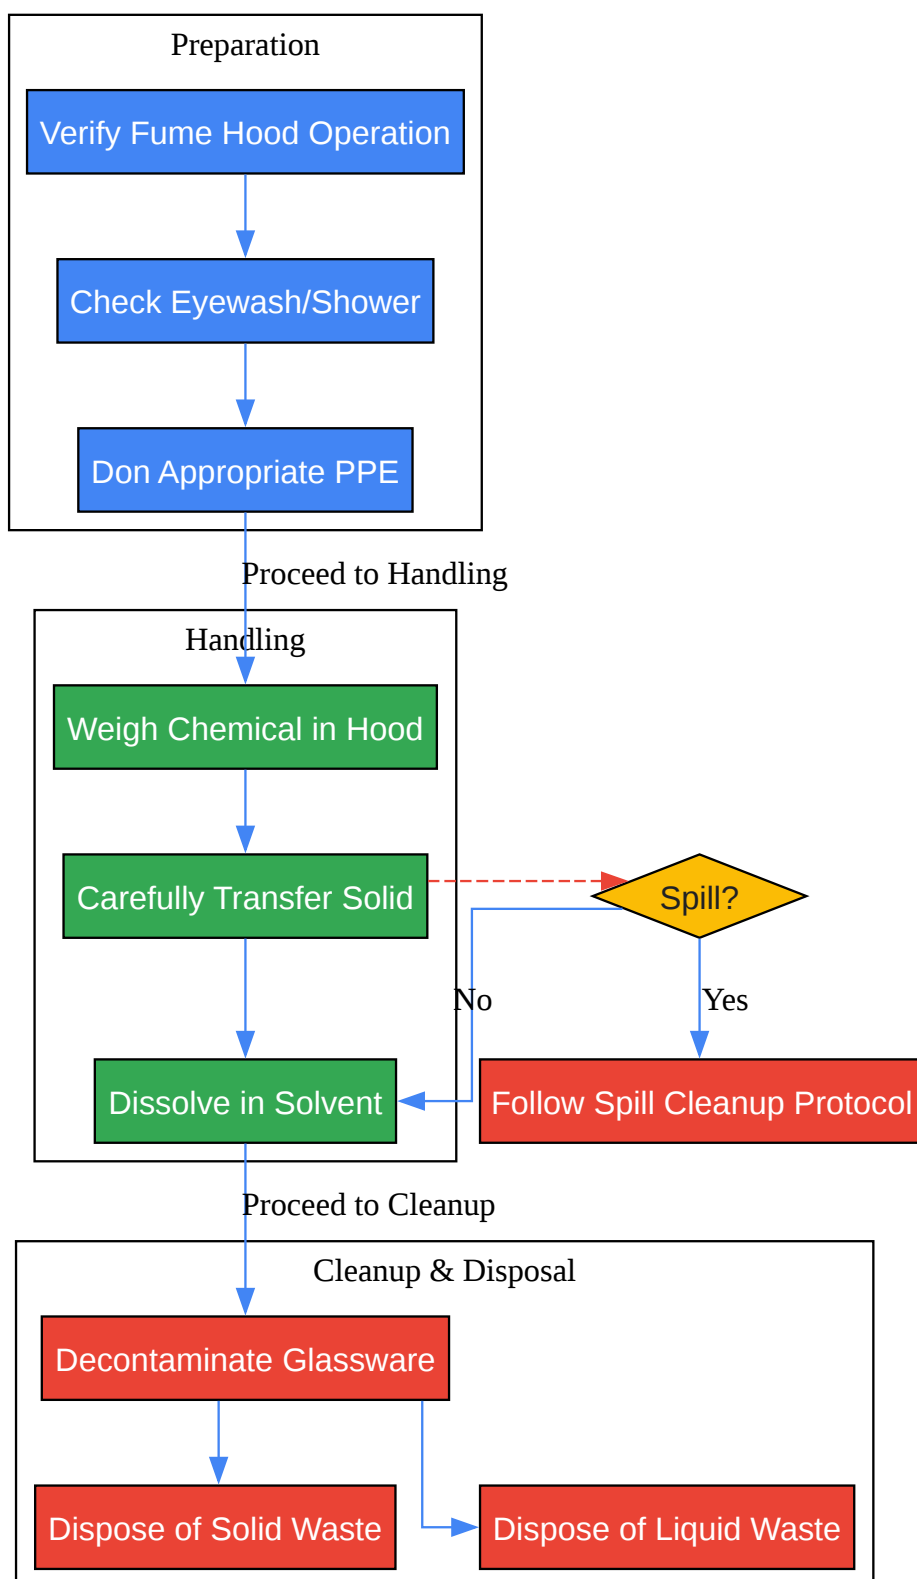 Preparation
Verify Fume Hood Operation
Check Eyewash/Shower
Don Appropriate PPE
Proceed to Handling
Handling
Weigh Chemical in Hood
Carefully Transfer Solid
Spill?
No
Yes
Dissolve in Solvent
Follow Spill Cleanup Protocol
Proceed to Cleanup
Cleanup & Disposal
Decontaminate Glassware
Dispose of Solid Waste
Dispose of Liquid Waste